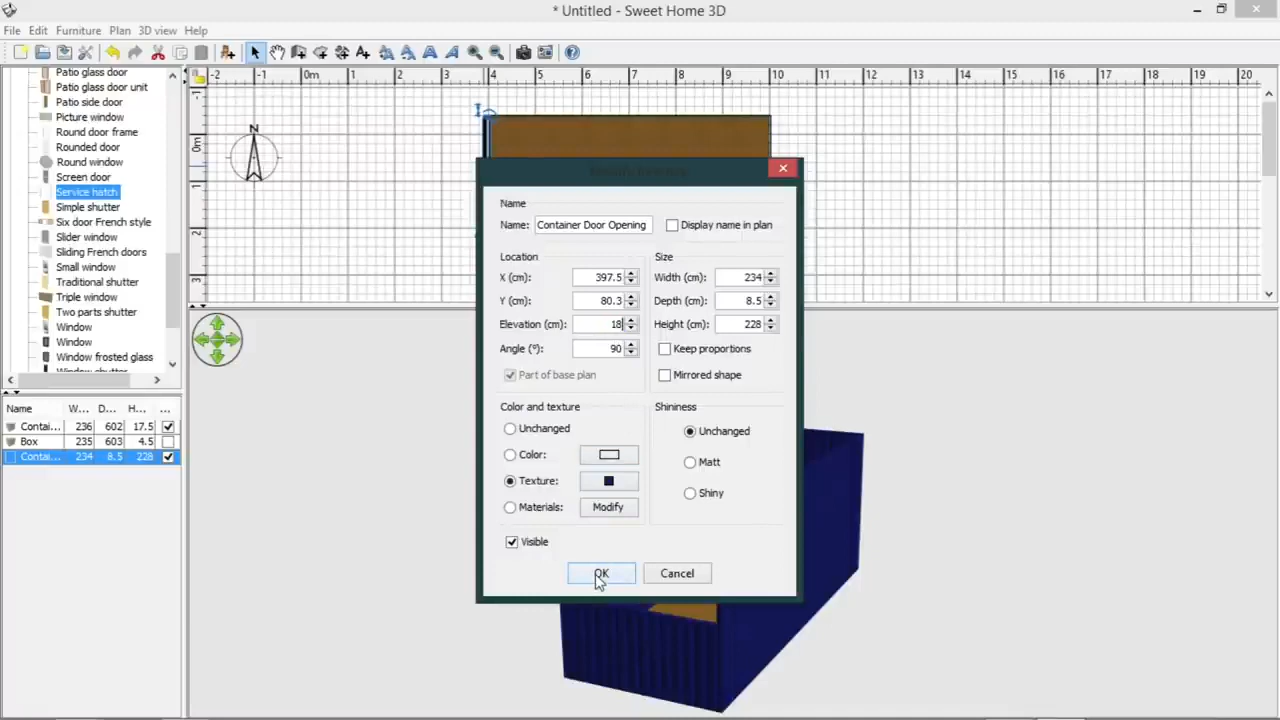 * Untitled - Sweet Home 3D
File Edit Furniture Plan 3D view Help
-2 -1 0m 1 2 3 4 5 6 7 8 9 10 11 12 13 14 15 16 17 18 19 20
Patio glass door
Patio glass door unit
Patio side door
Picture window
Round door frame
Rounded door
Round window
Screen door
Service hatch
Simple shutter
Six door French style
Slider window
Sliding French doors
Small window
Traditional shutter
Triple window
Two parts shutter
Window
Window
Window frosted glass
Name W... D... H... ...
Contai... 236 602 17.5
Box 235 603 4.5
Contai... 234 8.5 228
-1
0m
1
2
3
N
Name
Name: Container Door Opening Display name in plan
Location Size
X (cm): 397.5 Width (cm): 234
Y (cm): 80.3 Depth (cm): 8.5
Elevation (cm): 18 Height (cm): 228
Angle (°): 90 Keep proportions
Part of base plan Mirrored shape
Color and texture Shininess
Unchanged Unchanged
Color: Matt
Texture: Shiny
Materials: Modify
Visible
OK Cancel